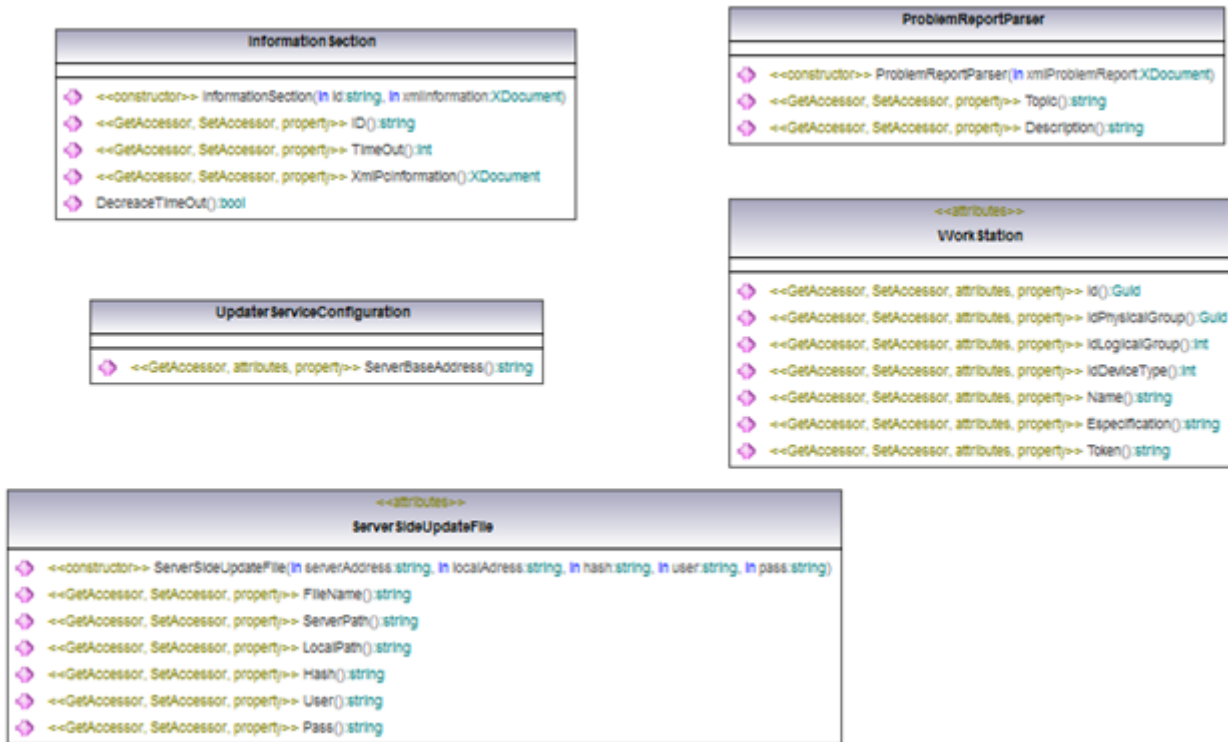 InformationSection
<<constructor>> InformationSection(in id:string, in xmlInformation:XDocument)
<<GetAccessor, SetAccessor, property>> ID():string
<<GetAccessor, SetAccessor, property>> TimeOut():int
<<GetAccessor, SetAccessor, property>> XmlPcInformation():XDocument
DecreaceTimeOut():bool
ProblemReportParser
<<constructor>> ProblemReportParser(in xmlProblemReport:XDocument)
<<GetAccessor, SetAccessor, property>> Topic():string
<<GetAccessor, SetAccessor, property>> Description():string
<<attributes>>
WorkStation
<<GetAccessor, SetAccessor, attributes, property>> Id():Guid
<<GetAccessor, SetAccessor, attributes, property>> IdPhysicalGroup():Guid
<<GetAccessor, SetAccessor, attributes, property>> IdLogicalGroup():int
<<GetAccessor, SetAccessor, attributes, property>> IdDeviceType():int
<<GetAccessor, SetAccessor, attributes, property>> Name():string
<<GetAccessor, SetAccessor, attributes, property>> Especification():string
<<GetAccessor, SetAccessor, attributes, property>> Token():string
UpdaterServiceConfiguration
<<GetAccessor, attributes, property>> ServerBaseAddress():string
<<attributes>>
ServerSideUpdateFile
<<constructor>> ServerSideUpdateFile(in serverAddress:string, in localAdress:string, in hash:string, in user:string, in pass:string)
<<GetAccessor, SetAccessor, property>> FileName():string
<<GetAccessor, SetAccessor, property>> ServerPath():string
<<GetAccessor, SetAccessor, property>> LocalPath():string
<<GetAccessor, SetAccessor, property>> Hash():string
<<GetAccessor, SetAccessor, property>> User():string
<<GetAccessor, SetAccessor, property>> Pass():string